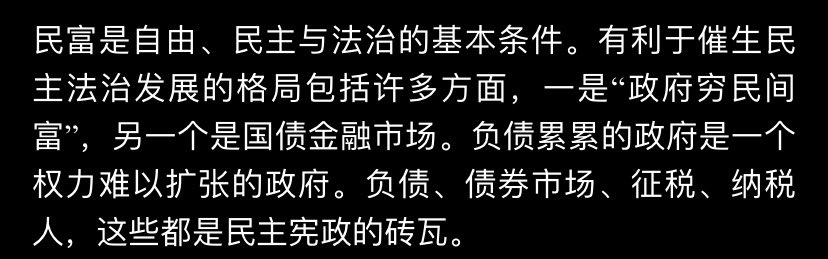 民富是自由、民主与法治的基本条件。有利于催生民
主法治发展的格局包括许多方面，一是“政府穷民间
富”，另一个是国债金融市场。负债累累的政府是一个
权力难以扩张的政府。负债、债券市场、征税、纳税
人，这些都是民主宪政的砖瓦。